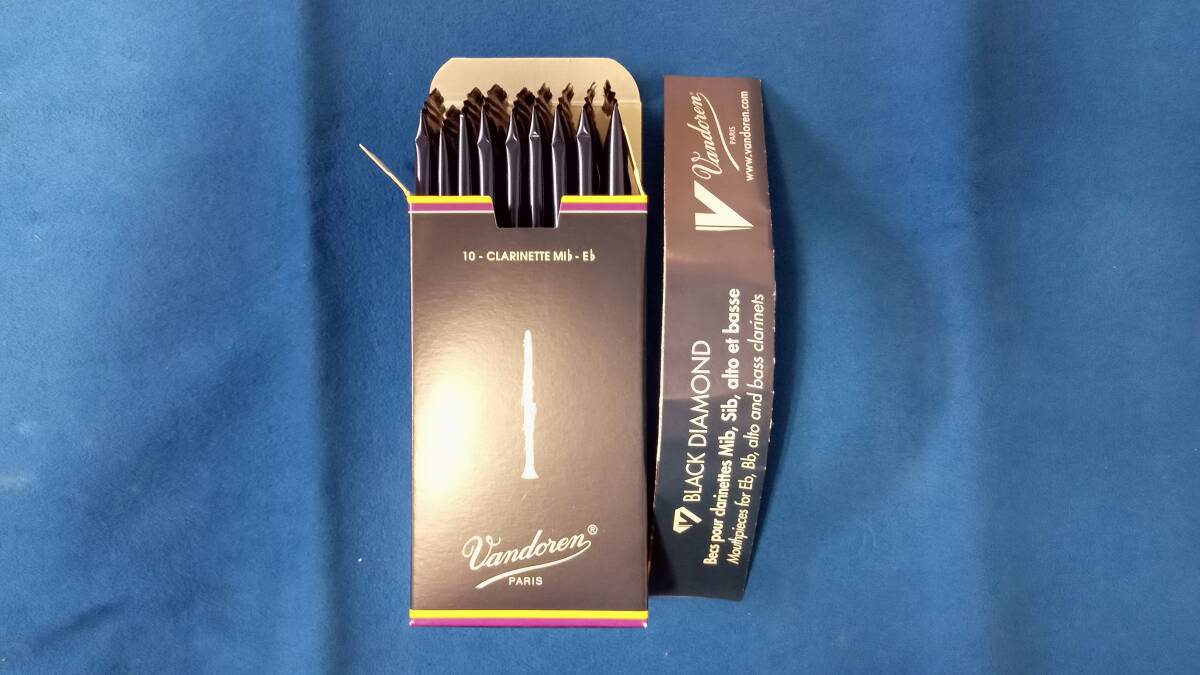 10 - CLARINETTE Mi♭ - E♭
Vandoren®
PARIS
Vandoren®
PARIS
www.vandoren.com
BLACK DIAMOND
Becs pour clarinettes Mib, Sib, alto et basse
Mouthpieces for Eb, Bb, alto and bass clarinets